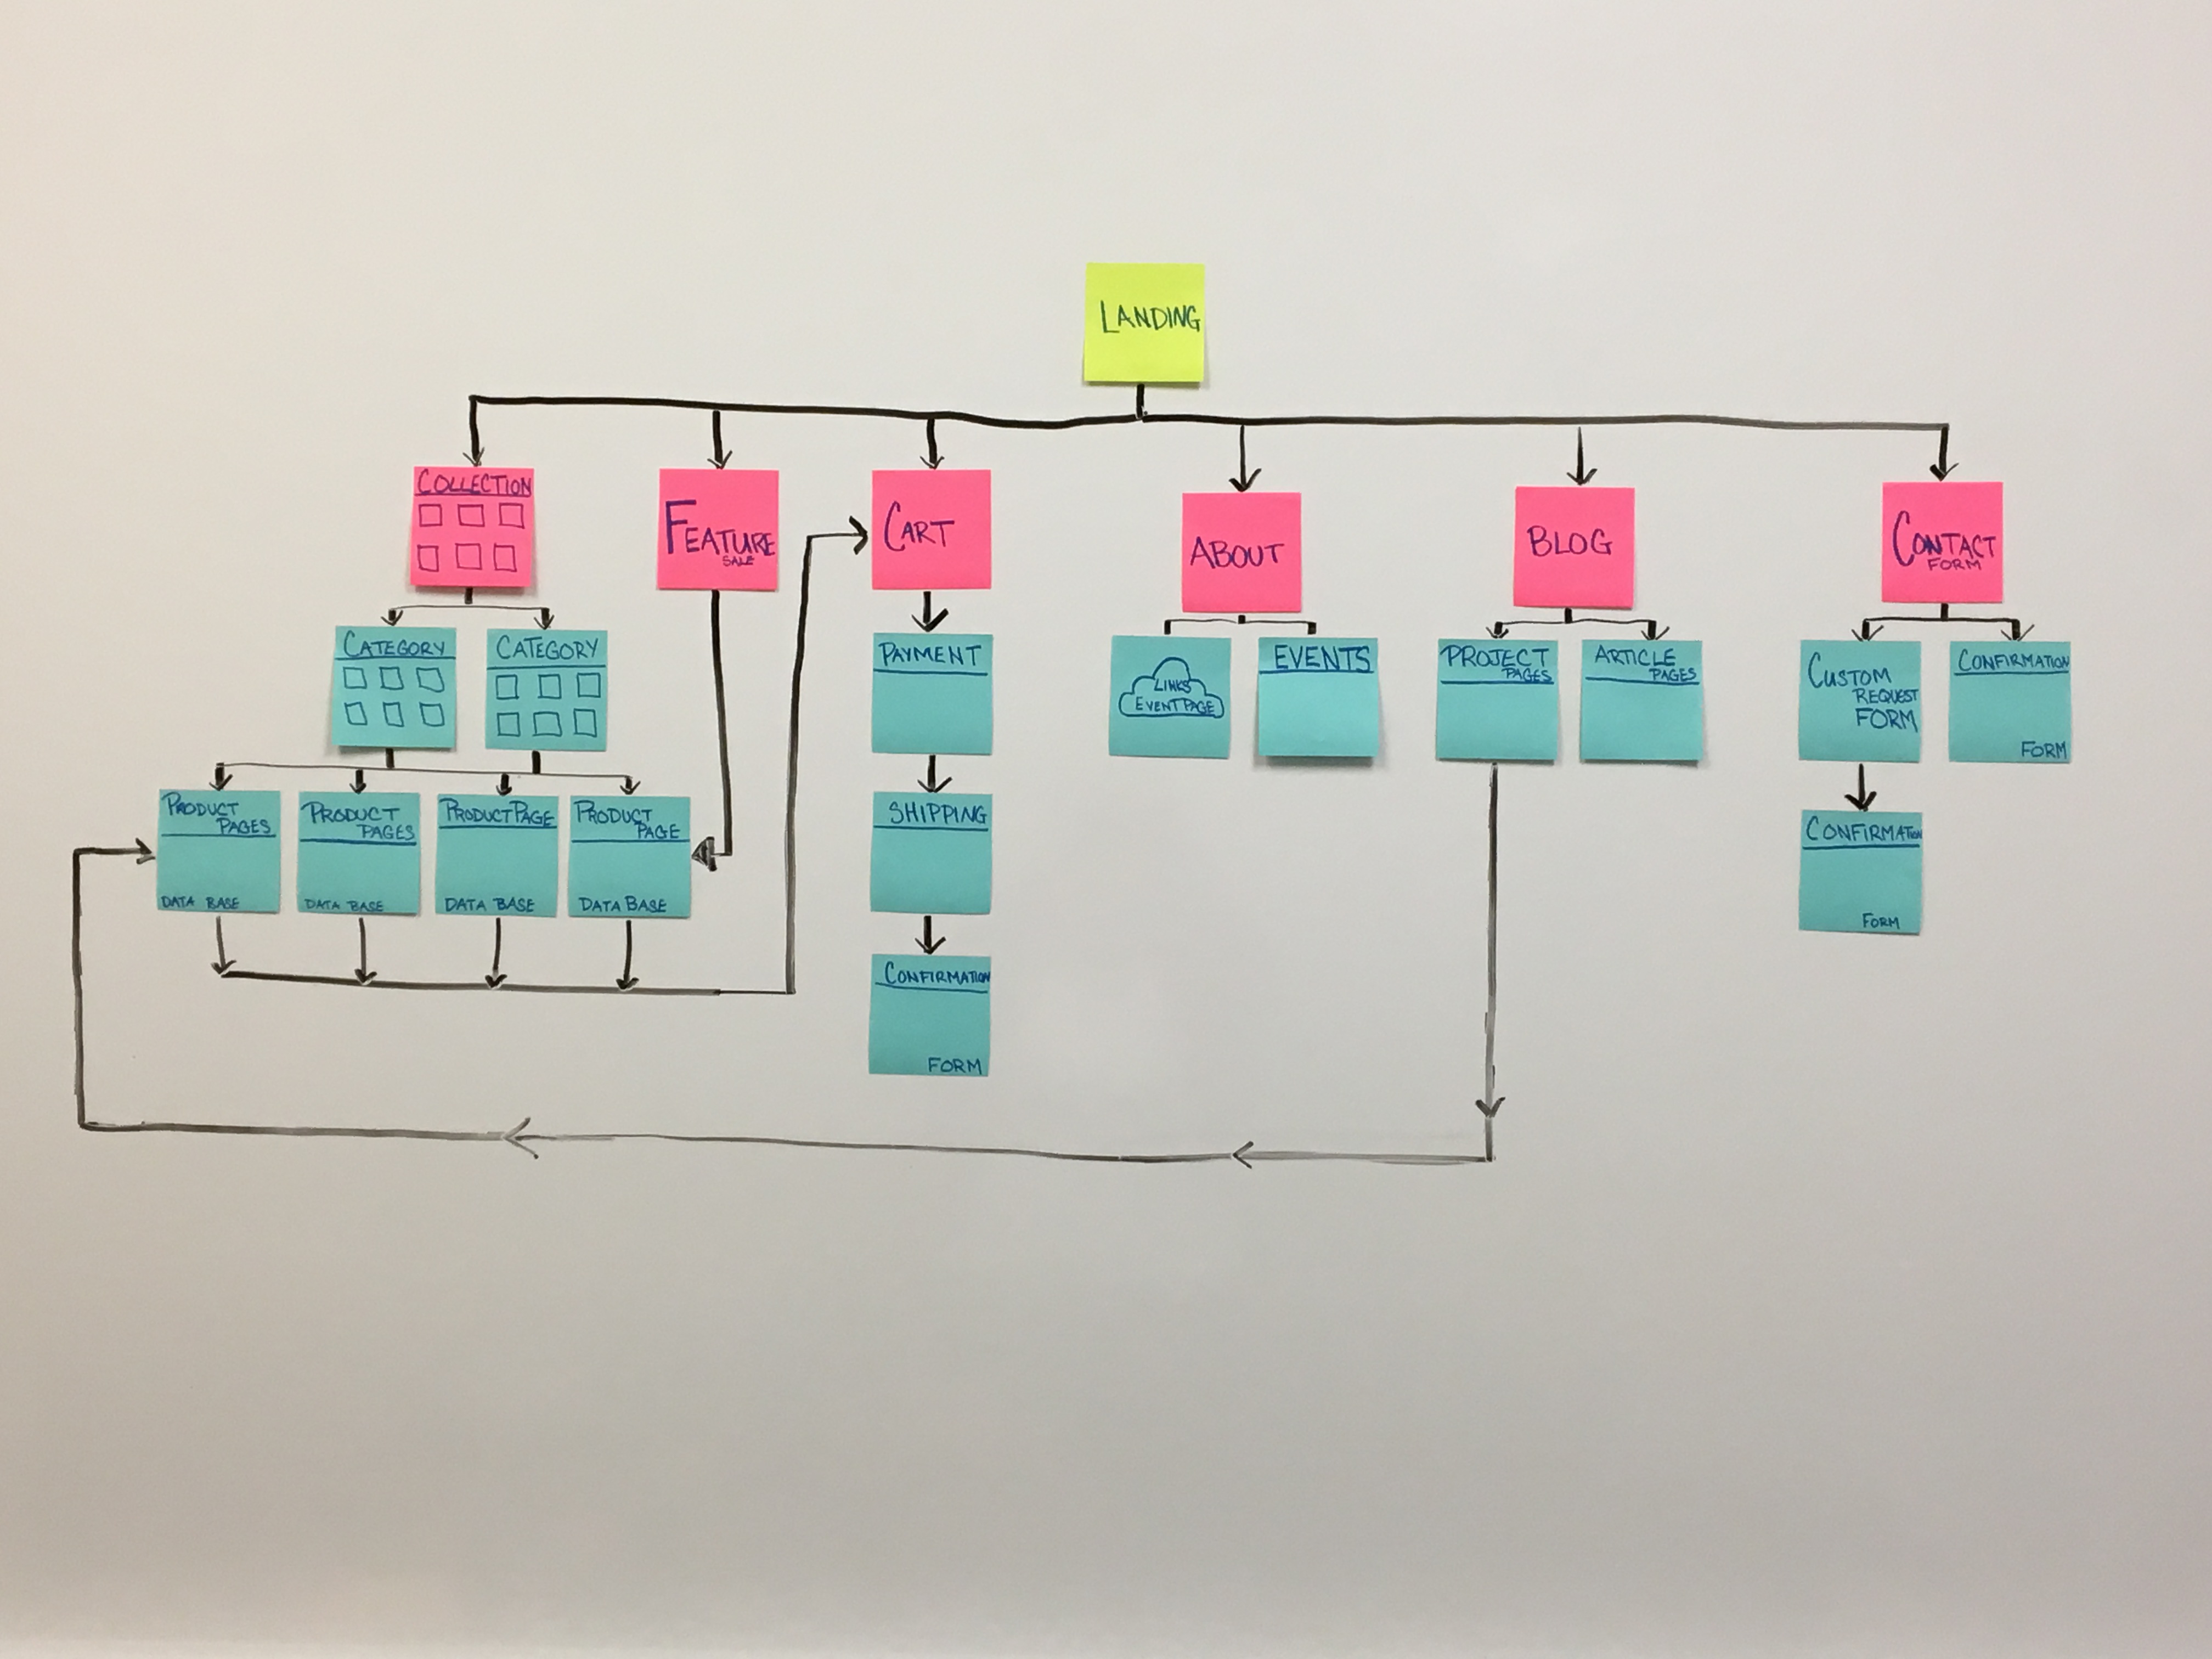 LANDING
COLLECTION
FEATURE
SALE
CART
ABOUT
BLOG
CONTACT
FORM
CATEGORY
CATEGORY
PAYMENT
LINKS
EVENT PAGE
EVENTS
PROJECT
PAGES
ARTICLE
PAGES
CUSTOM
REQUEST
FORM
CONFIRMATION
FORM
PRODUCT
PAGES
DATA BASE
PRODUCT
PAGES
DATA BASE
PRODUCT PAGE
DATA BASE
PRODUCT
PAGE
DATA BASE
SHIPPING
CONFIRMATION
FORM
CONFIRMATION
FORM